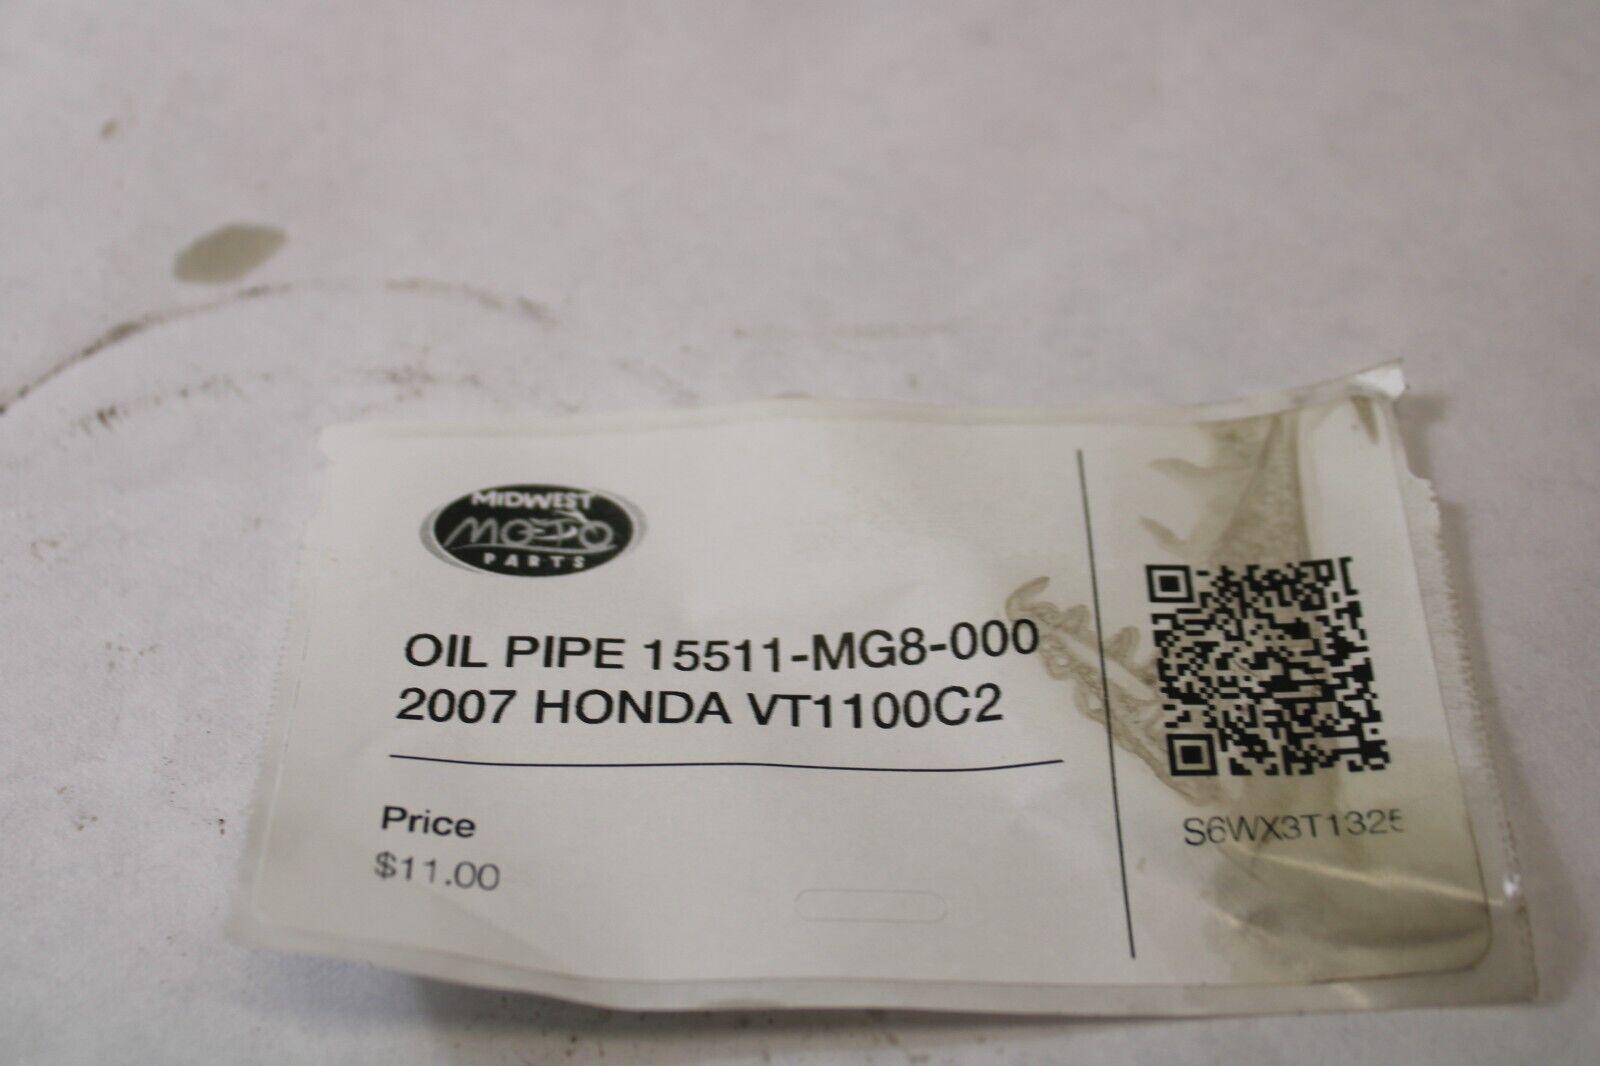 MIDWEST
MOTO
PARTS
OIL PIPE 15511-MG8-000
2007 HONDA VT1100C2
Price
$11.00
S6WX3T1325